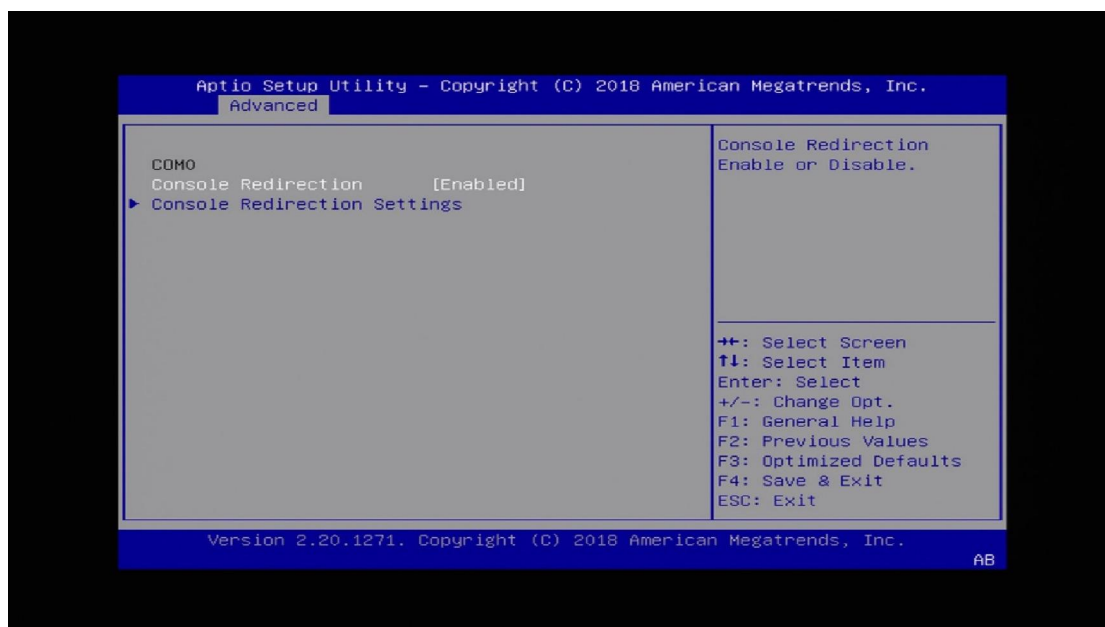 Aptio Setup Utility – Copyright (C) 2018 American Megatrends, Inc.
Advanced
COM0
Console Redirection [Enabled]
► Console Redirection Settings
Console Redirection
Enable or Disable.
→←: Select Screen
↑↓: Select Item
Enter: Select
+/-: Change Opt.
F1: General Help
F2: Previous Values
F3: Optimized Defaults
F4: Save & Exit
ESC: Exit
Version 2.20.1271. Copyright (C) 2018 American Megatrends, Inc.
AB